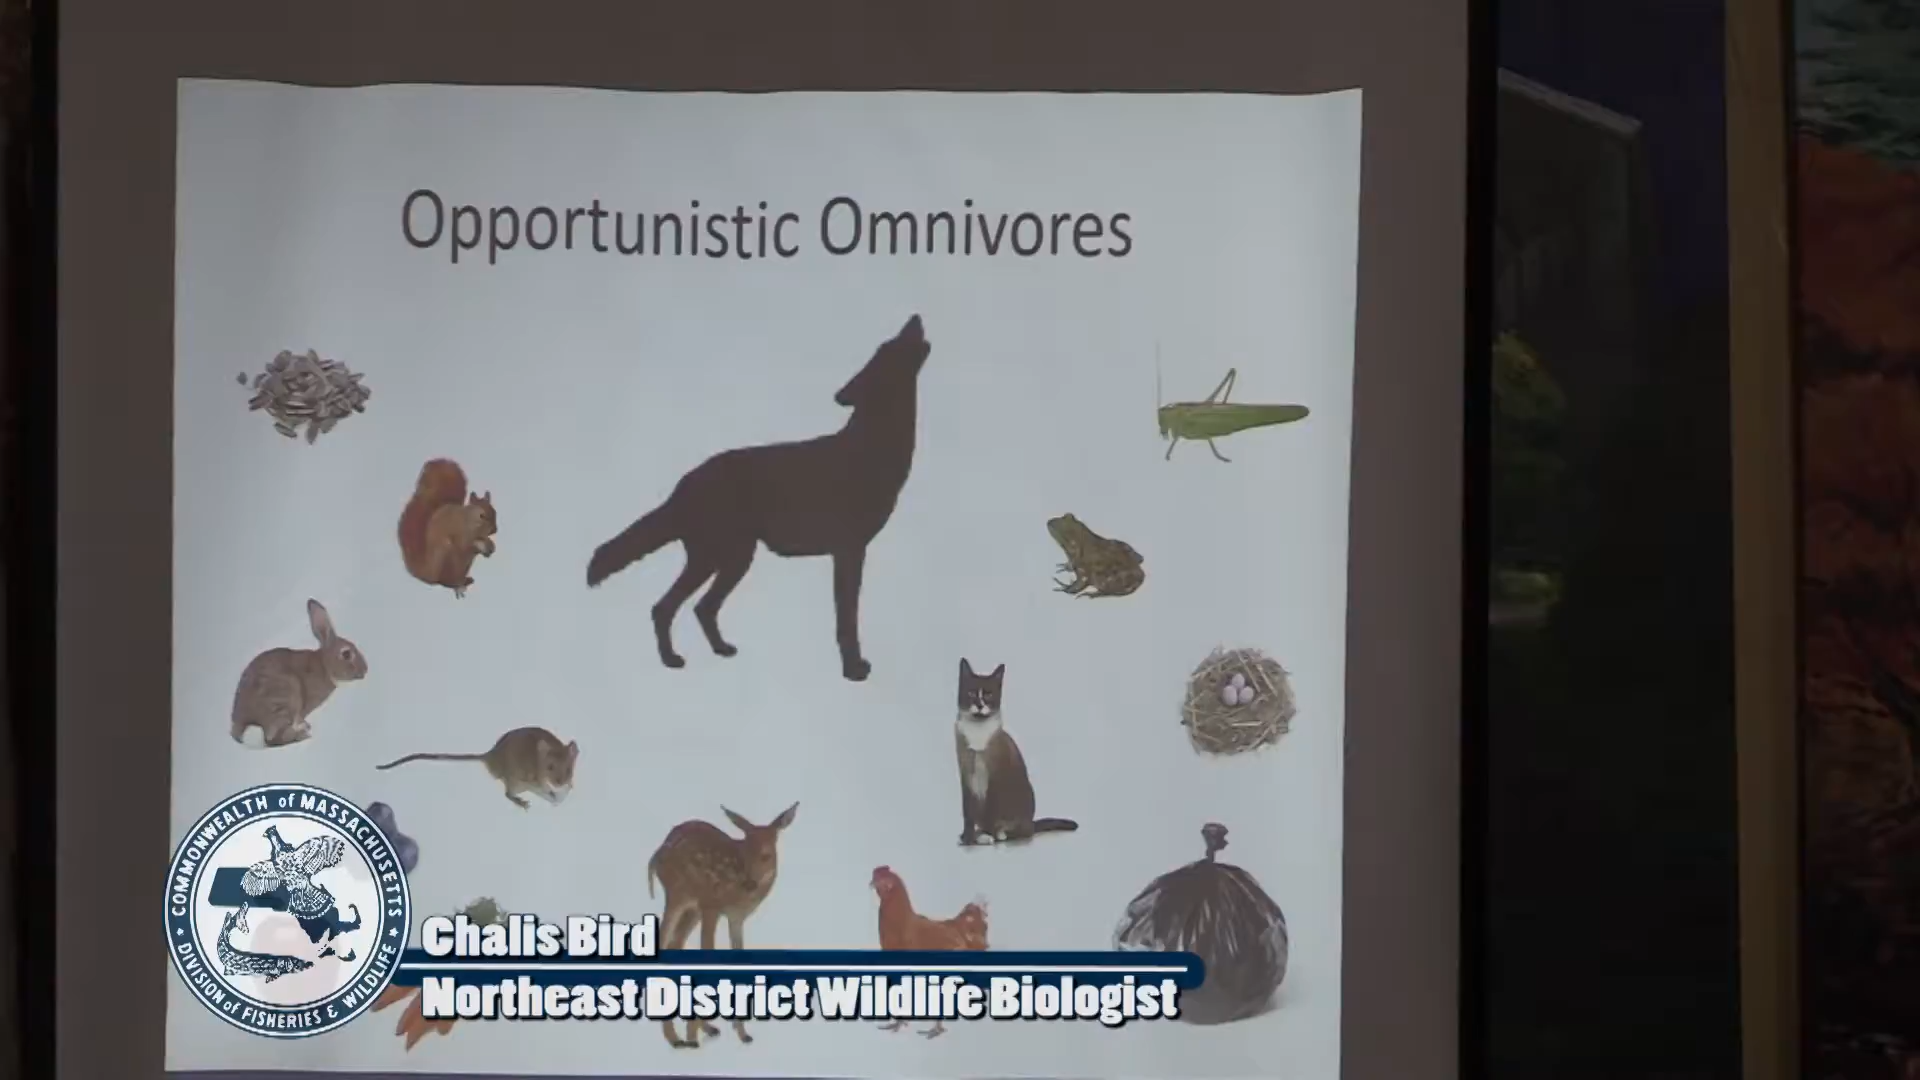 Opportunistic Omnivores
COMMONWEALTH of MASSACHUSETTS
DIVISION of FISHERIES & WILDLIFE
Chalis Bird
Northeast District Wildlife Biologist